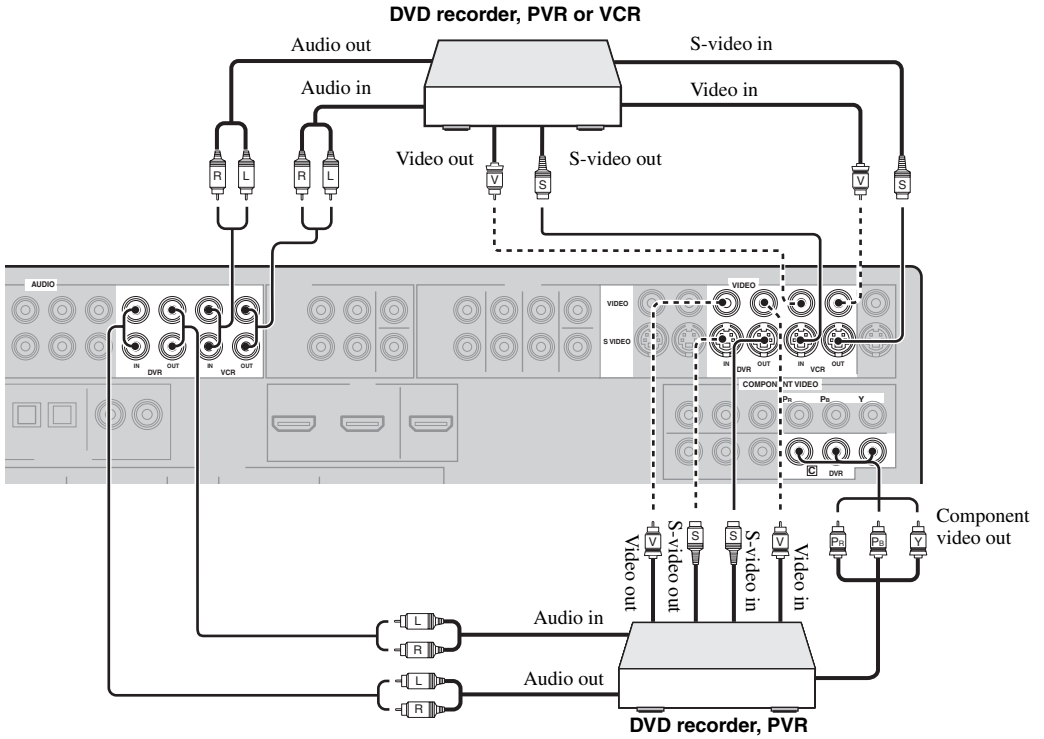 DVD recorder, PVR or VCR
Audio out
S-video in
Audio in
Video in
Video out
S-video out
R L R L
V S V S
AUDIO
VIDEO
VIDEO
S VIDEO
IN OUT IN OUT
DVR VCR
IN OUT IN OUT
DVR VCR
COMPONENT VIDEO
PR PB Y
C DVR
V S S V
PR PB Y
Component
video out
Video out
S-video out
S-video in
Video in
Audio in
L
R
Audio out
L
R
DVD recorder, PVR